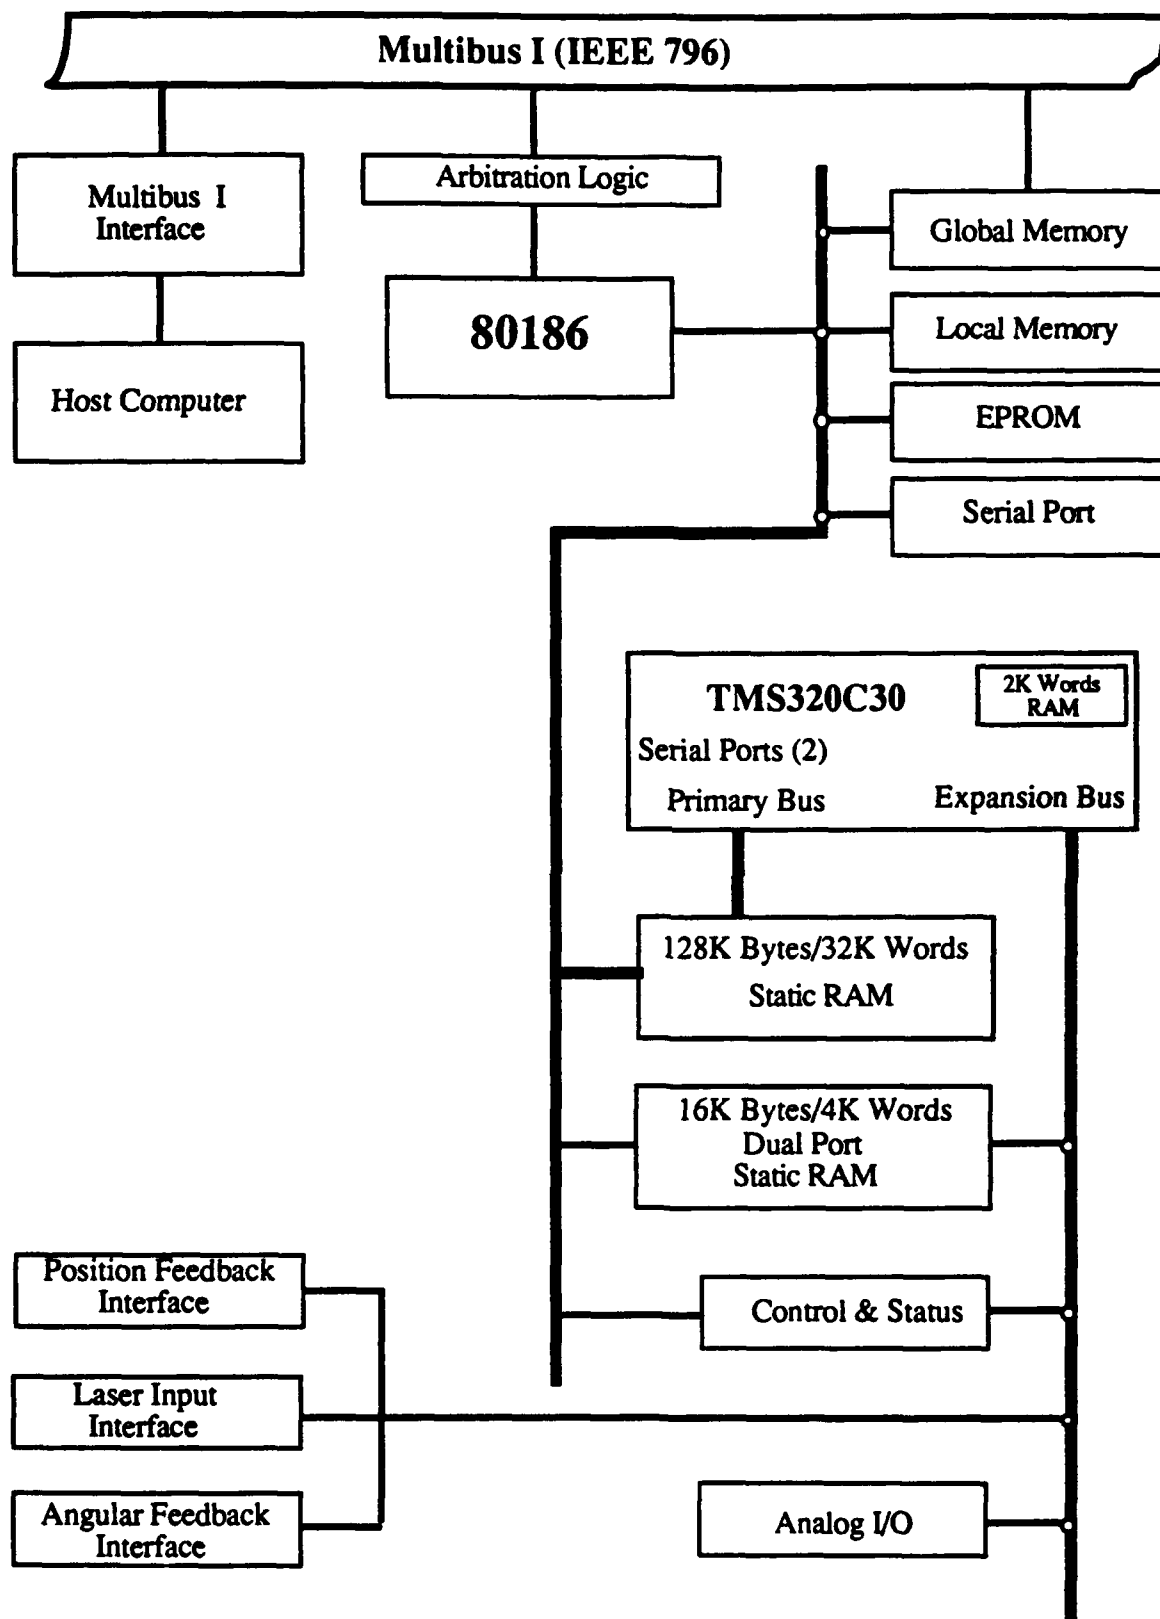 Multibus I (IEEE 796)
Multibus I
Interface
Arbitration Logic
Global Memory
80186
Local Memory
Host Computer
EPROM
Serial Port
TMS320C30
2K Words
RAM
Serial Ports (2)
Primary Bus
Expansion Bus
128K Bytes/32K Words
Static RAM
16K Bytes/4K Words
Dual Port
Static RAM
Position Feedback
Interface
Control & Status
Laser Input
Interface
Angular Feedback
Interface
Analog I/O